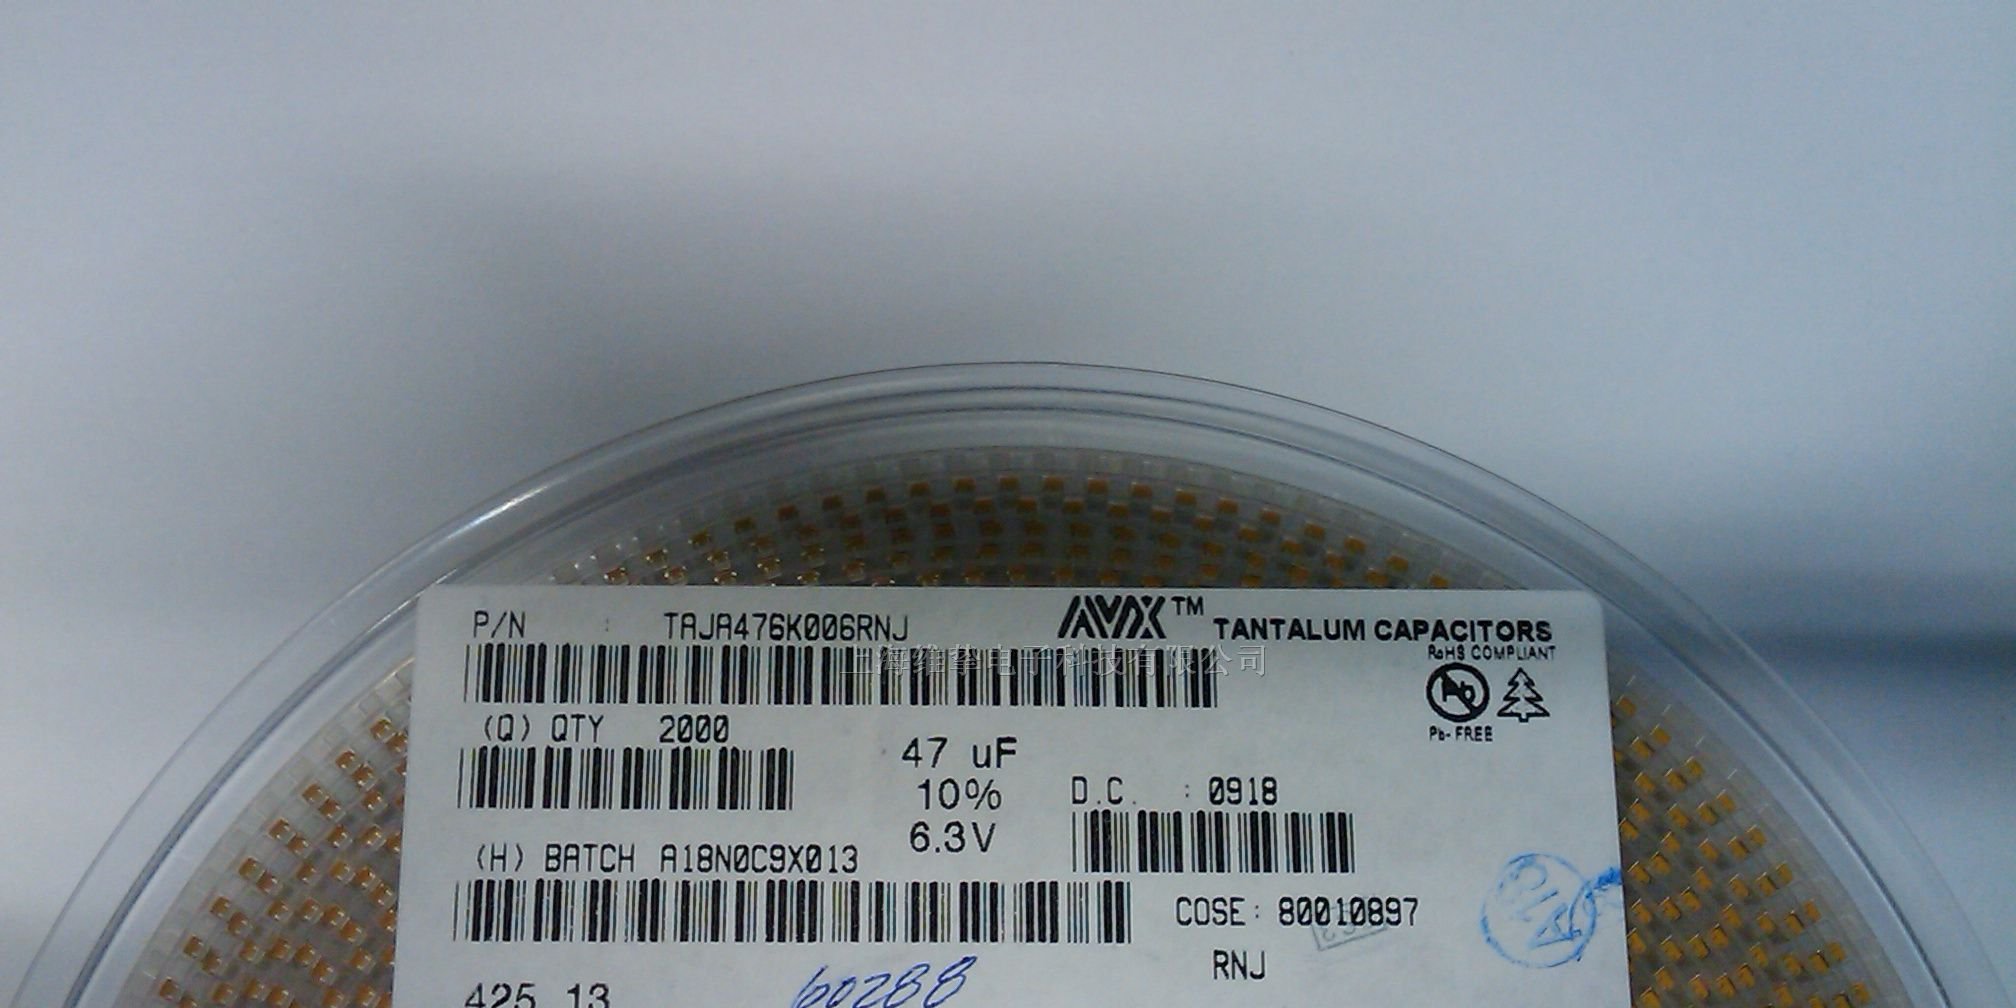 P/N : TAJA476K006RNJ
AVX™ TANTALUM CAPACITORS
RoHS COMPLIANT
上海维挚电子科技有限公司
(Q) QTY 2000
Pb-FREE
47 uF
10%
6.3V
D.C. : 0918
(H) BATCH A18N0C9X013
COSE: 80010897
RNJ
425 13
60288